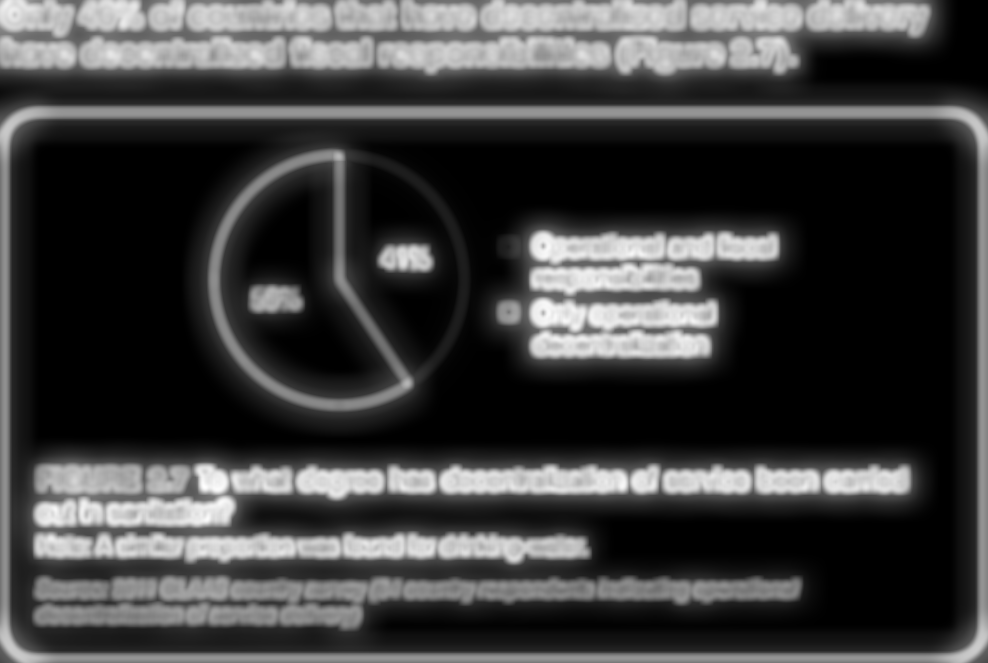 Only 40% of countries that have decentralized service delivery
have decentralized fiscal responsibilities (Figure 2.7).
41%
59%
Operational and fiscal
responsibilities
Only operational
decentralization
FIGURE 2.7 To what degree has decentralization of service been carried
out in sanitation?
Note: A similar proportion was found for drinking-water.
Source: 2011 GLAAS country survey (country respondents indicating operational
decentralization of service delivery)